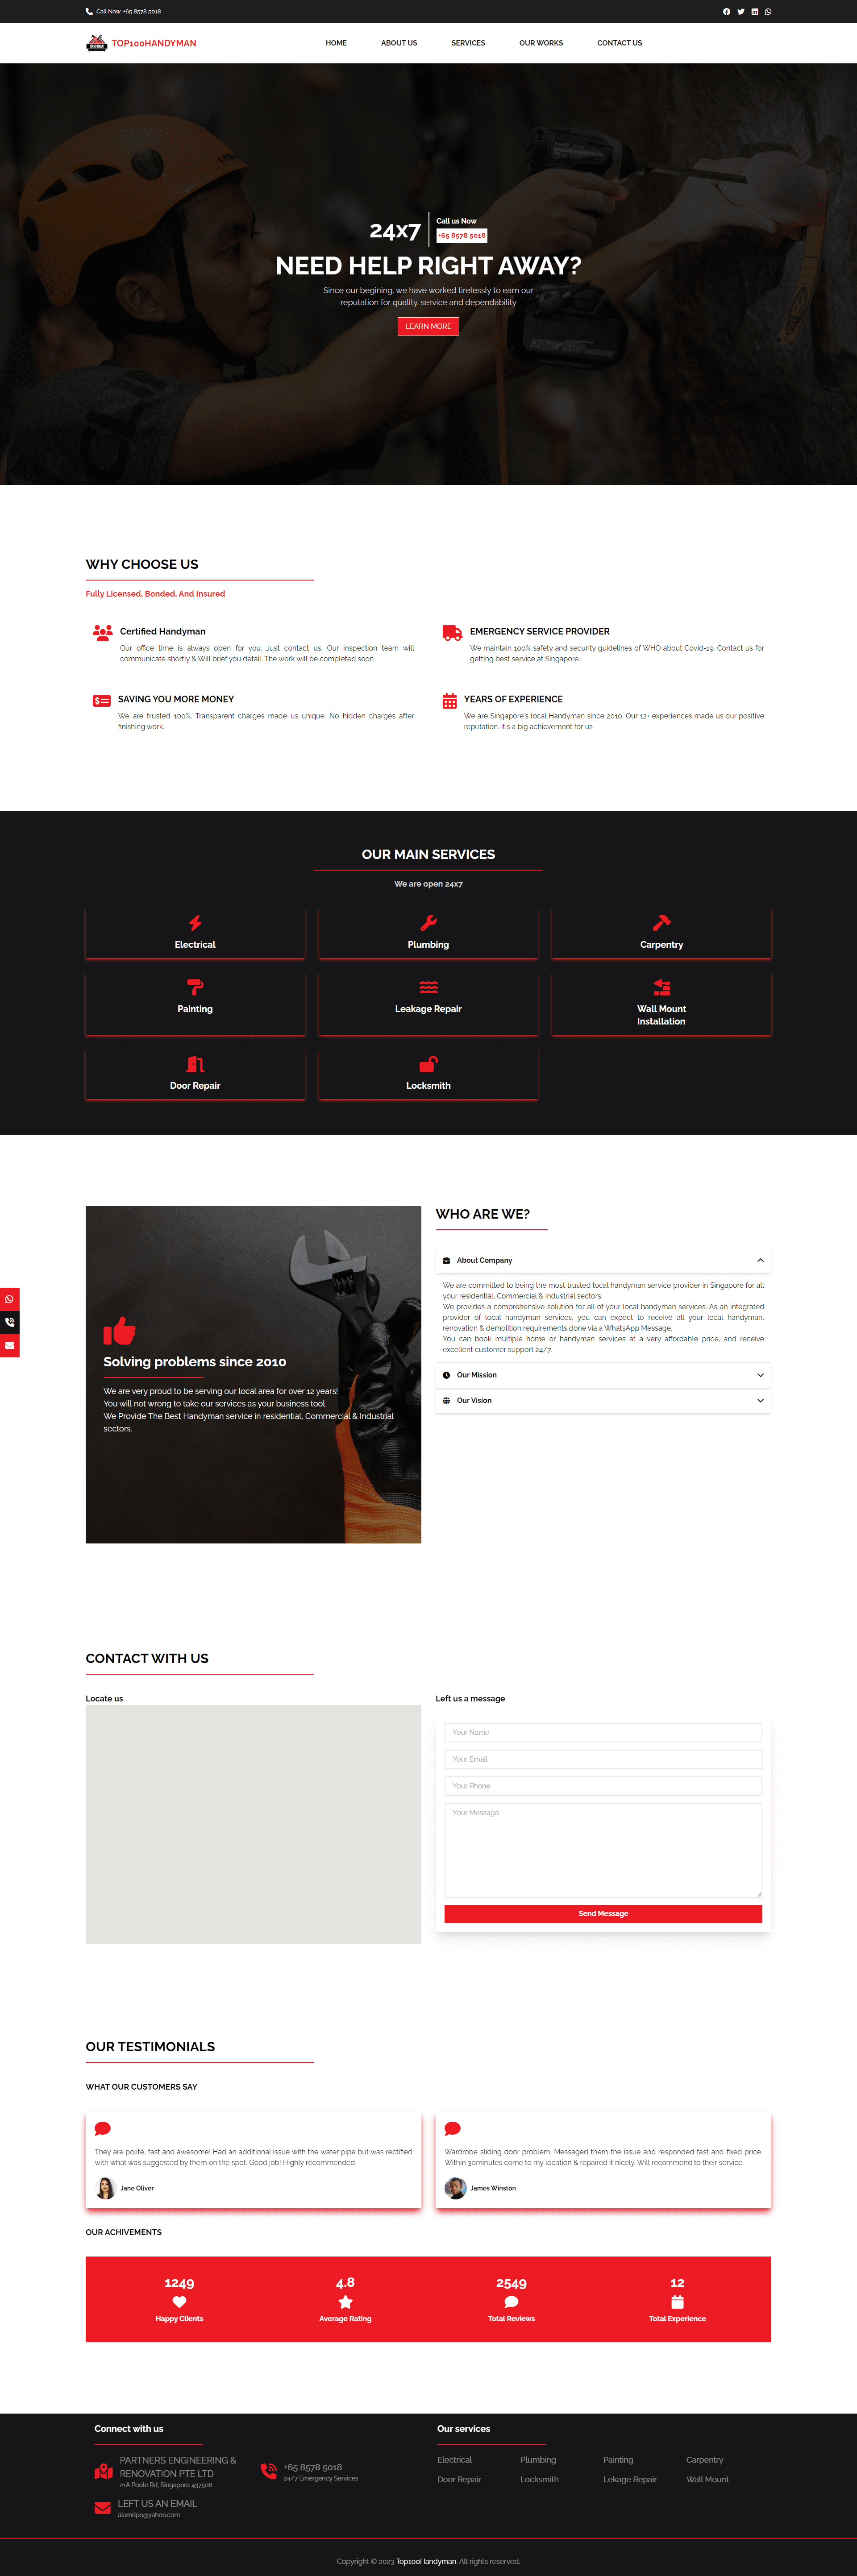 Call Now: +65 8578 5018
TOP100HANDYMAN
HOME
ABOUT US
SERVICES
OUR WORKS
CONTACT US
24x7
Call us Now
+65 8578 5018
NEED HELP RIGHT AWAY?
Since our begining, we have worked tirelessly to earn our
reputation for quality, service and dependability
LEARN MORE
WHY CHOOSE US
Fully Licensed, Bonded, And Insured
Certified Handyman
Our office time is always open for you. Just contact us. Our inspection team will
communicate shortly & Will brief you detail. The work will be completed soon.
EMERGENCY SERVICE PROVIDER
We maintain 100% safety and security guidelines of WHO about Covid-19. Contact us for
getting best service at Singapore.
SAVING YOU MORE MONEY
We are trusted 100%. Transparent charges made us unique. No hidden charges after
finishing work.
YEARS OF EXPERIENCE
We are Singapore's local Handyman since 2010. Our 12+ experiences made us our positive
reputation. It's a big achievement for us
OUR MAIN SERVICES
We are open 24x7
Electrical
Plumbing
Carpentry
Painting
Leakage Repair
Wall Mount
Installation
Door Repair
Locksmith
Solving problems since 2010
We are very proud to be serving our local area for over 12 years!
You will not wrong to take our services as your business tool.
We Provide The Best Handyman service in residential, Commercial & Industrial
sectors.
WHO ARE WE?
About Company
We are committed to being the most trusted local handyman service provider in Singapore for all
your residential, Commercial & Industrial sectors.
We provides a comprehensive solution for all of your local handyman services. As an integrated
provider of local handyman services, you can expect to receive all your local handyman,
renovation & demolition requirements done via a WhatsApp Message.
You can book multiple home or handyman services at a very affordable price, and receive
excellent customer support 24/7.
Our Mission
Our Vision
CONTACT WITH US
Locate us
Left us a message
Your Name
Your Email
Your Phone
Your Message
Send Message
OUR TESTIMONIALS
WHAT OUR CUSTOMERS SAY
They are polite, fast and awesome! Had an additional issue with the water pipe but was rectified
with what was suggested by them on the spot. Good job! Highly recommended
Jane Oliver
Wardrobe sliding door problem. Messaged them the issue and responded fast and fixed price.
Within 30minutes come to my location & repaired it nicely. Will recommend to their service.
James Winston
OUR ACHIVEMENTS
1249
Happy Clients
4.8
Average Rating
2549
Total Reviews
12
Total Experience
Connect with us
PARTNERS ENGINEERING &
RENOVATION PTE LTD
21A Poole Rd, Singapore 437508
+65 8578 5018
24/7 Emergency Services
LEFT US AN EMAIL
alamripo@yahoo.com
Our services
Electrical
Plumbing
Painting
Carpentry
Door Repair
Locksmith
Lekage Repair
Wall Mount
Copyright © 2023 Top100Handyman. All rights reserved.